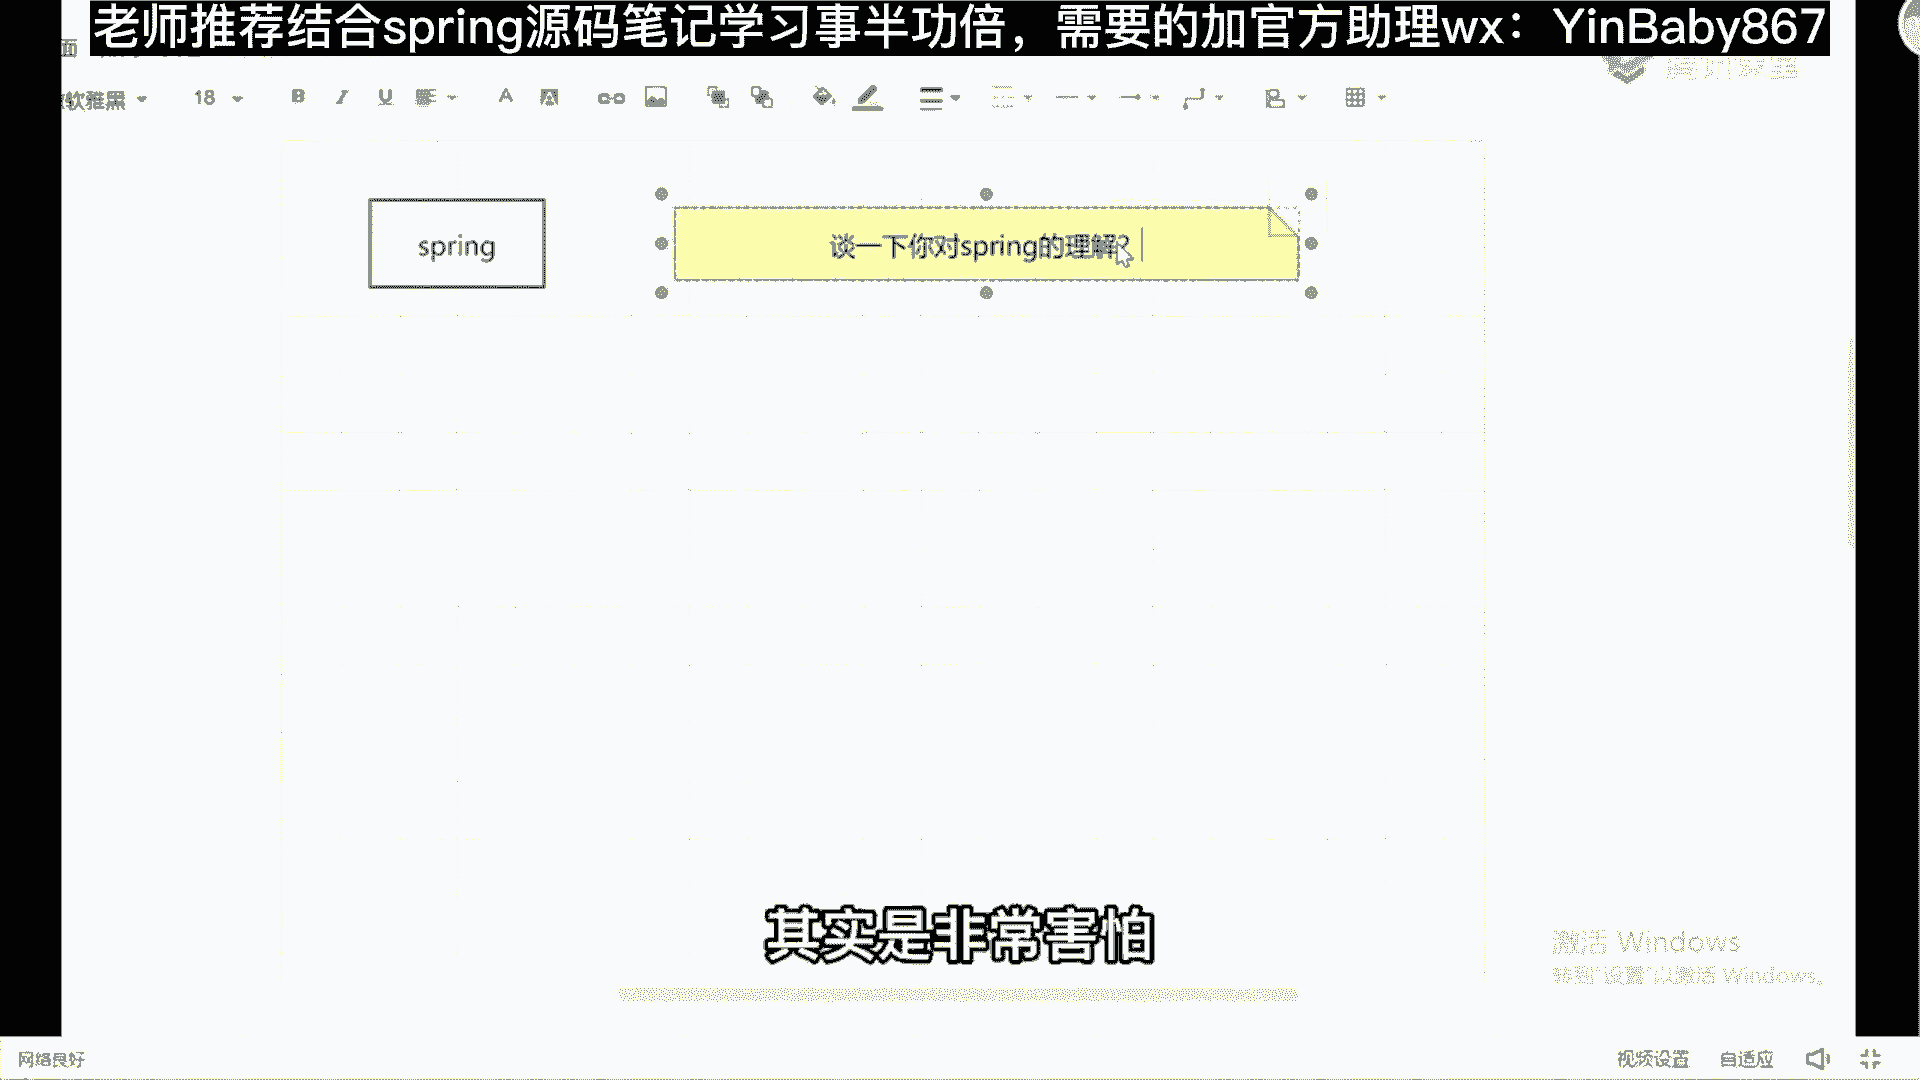 老师推荐结合spring源码笔记学习事半功倍，需要的加官方助理wx：YinBaby867
面
软雅黑 18 B I U A A
spring
谈一下你对spring的理解？
其实是非常害怕
激活 Windows
转到"设置"以激活 Windows。
网络良好
视频设置 自适应